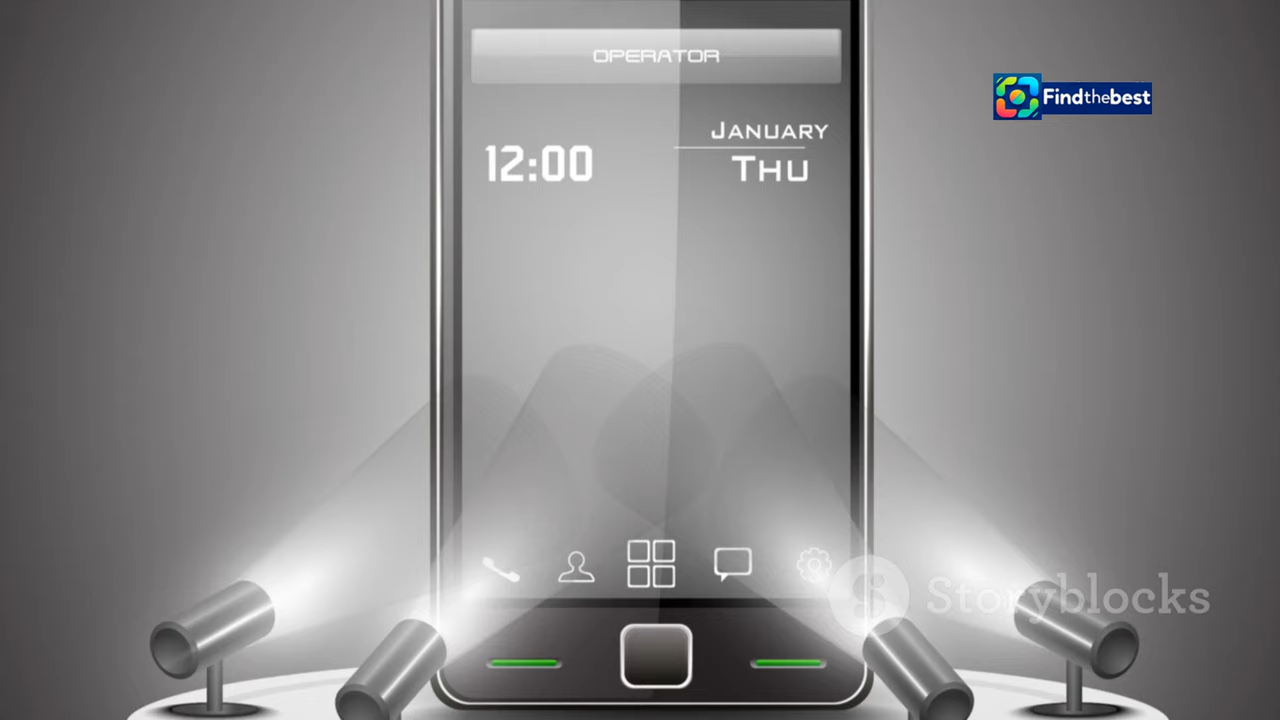 OPERATOR
Findthebest
12:00
JANUARY
THU
Storyblocks